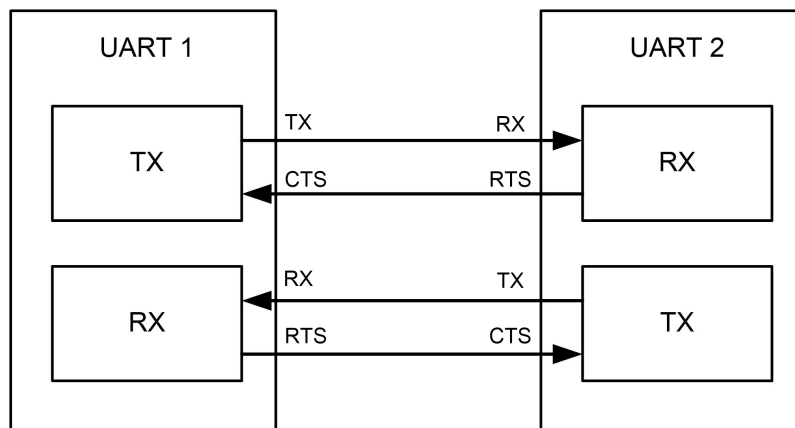 UART 1 UART 2
TX TX RX RX
CTS RTS
RX RX TX TX
RTS CTS